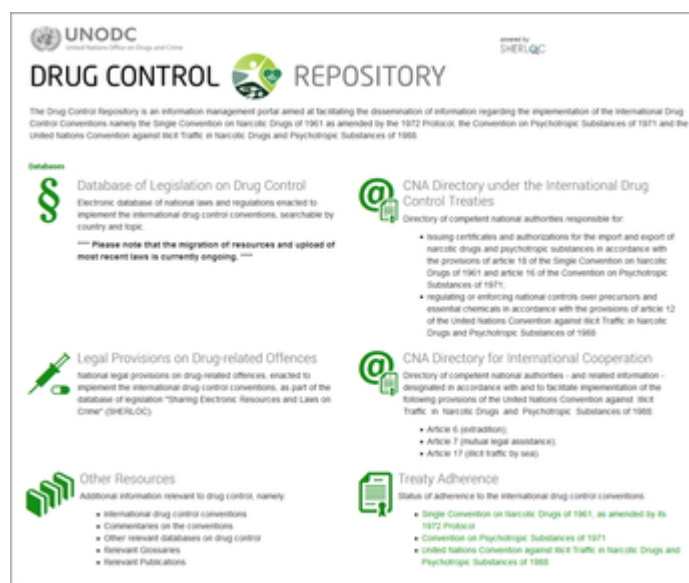 UNODC
United Nations Office on Drugs and Crime
powered by
SHERLOC
DRUG CONTROL REPOSITORY
The Drug Control Repository is an information management portal aimed at facilitating the dissemination of information regarding the implementation of the International Drug
Control Conventions namely the Single Convention on Narcotic Drugs of 1961 as amended by the 1972 Protocol, the Convention on Psychotropic Substances of 1971 and the
United Nations Convention against Illicit Traffic in Narcotic Drugs and Psychotropic Substances of 1988
Databases
Database of Legislation on Drug Control
Electronic database of national laws and regulations enacted to
implement the international drug control conventions, searchable by
country and topic.
**** Please note that the migration of resources and upload of
most recent laws is currently ongoing. ****
CNA Directory under the International Drug
Control Treaties
Directory of competent national authorities responsible for:
• Issuing certificates and authorizations for the import and export of
narcotic drugs and psychotropic substances in accordance with
the provisions of article 18 of the Single Convention on Narcotic
Drugs of 1961 and article 16 of the Convention on Psychotropic
Substances of 1971;
• regulating or enforcing national controls over precursors and
essential chemicals in accordance with the provisions of article 12
of the United Nations Convention against Illicit Traffic in Narcotic
Drugs and Psychotropic Substances of 1988
Legal Provisions on Drug-related Offences
National legal provisions on drug-related offences, enacted to
implement the international drug control conventions, as part of the
database of legislation "Sharing Electronic Resources and Laws on
Crime" (SHERLOC).
CNA Directory for International Cooperation
Directory of competent national authorities - and related information -
designated in accordance with and to facilitate implementation of the
following provisions of the United Nations Convention against Illicit
Traffic in Narcotic Drugs and Psychotropic Substances of 1988:
• Article 6 (extradition);
• Article 7 (mutual legal assistance);
• Article 17 (illicit traffic by sea).
Other Resources
Additional information relevant to drug control, namely:
• International drug control conventions
• Commentaries on the conventions
• Other relevant databases on drug control
• Relevant Glossaries
• Relevant Publications
Treaty Adherence
Status of adherence to the international drug control conventions:
• Single Convention on Narcotic Drugs of 1961, as amended by its
1972 Protocol
• Convention on Psychotropic Substances of 1971
• United Nations Convention against Illicit Traffic in Narcotic Drugs and
Psychotropic Substances of 1988